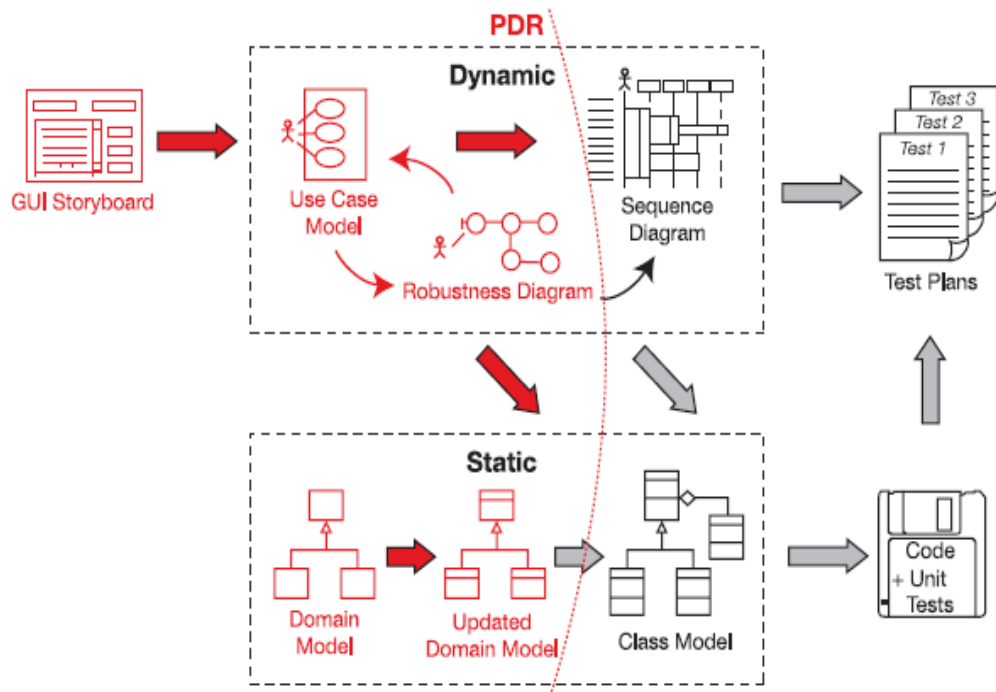 PDR
Dynamic
GUI Storyboard
Use Case
Model
Robustness Diagram
Sequence
Diagram
Test 3
Test 2
Test 1
Test Plans
Static
Domain
Model
Updated
Domain Model
Class Model
Code
+ Unit
Tests